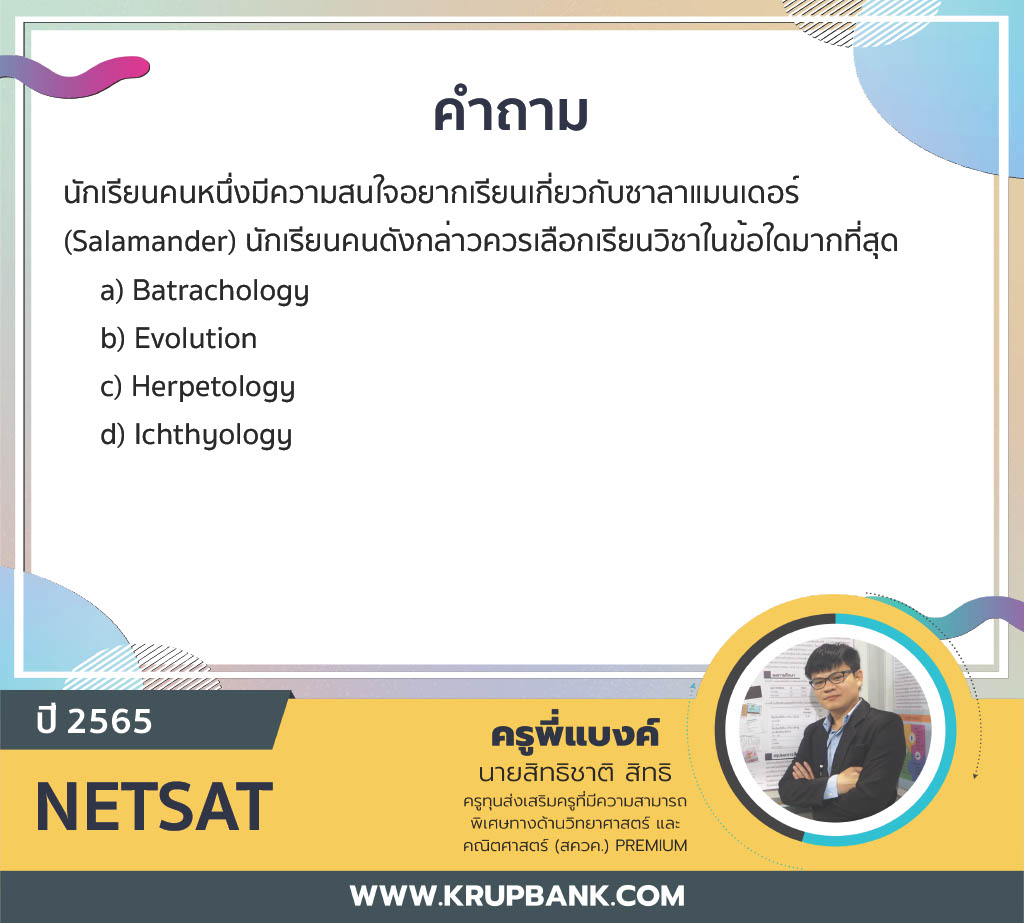 คำถาม
นักเรียนคนหนึ่งมีความสนใจอยากเรียนเกี่ยวกับซาลาแมนเดอร์
(Salamander) นักเรียนคนดังกล่าวควรเลือกเรียนวิชาในข้อใดมากที่สุด
a) Batrachology
b) Evolution
c) Herpetology
d) Ichthyology
ปี 2565
NETSAT
ครูพี่แบงค์
นายสิทธิชาติ สิทธิ
ครูทุนส่งเสริมครูที่มีความสามารถ
พิเศษทางด้านวิทยาศาสตร์ และ
คณิตศาสตร์ (สควค.) PREMIUM
WWW.KRUPBANK.COM